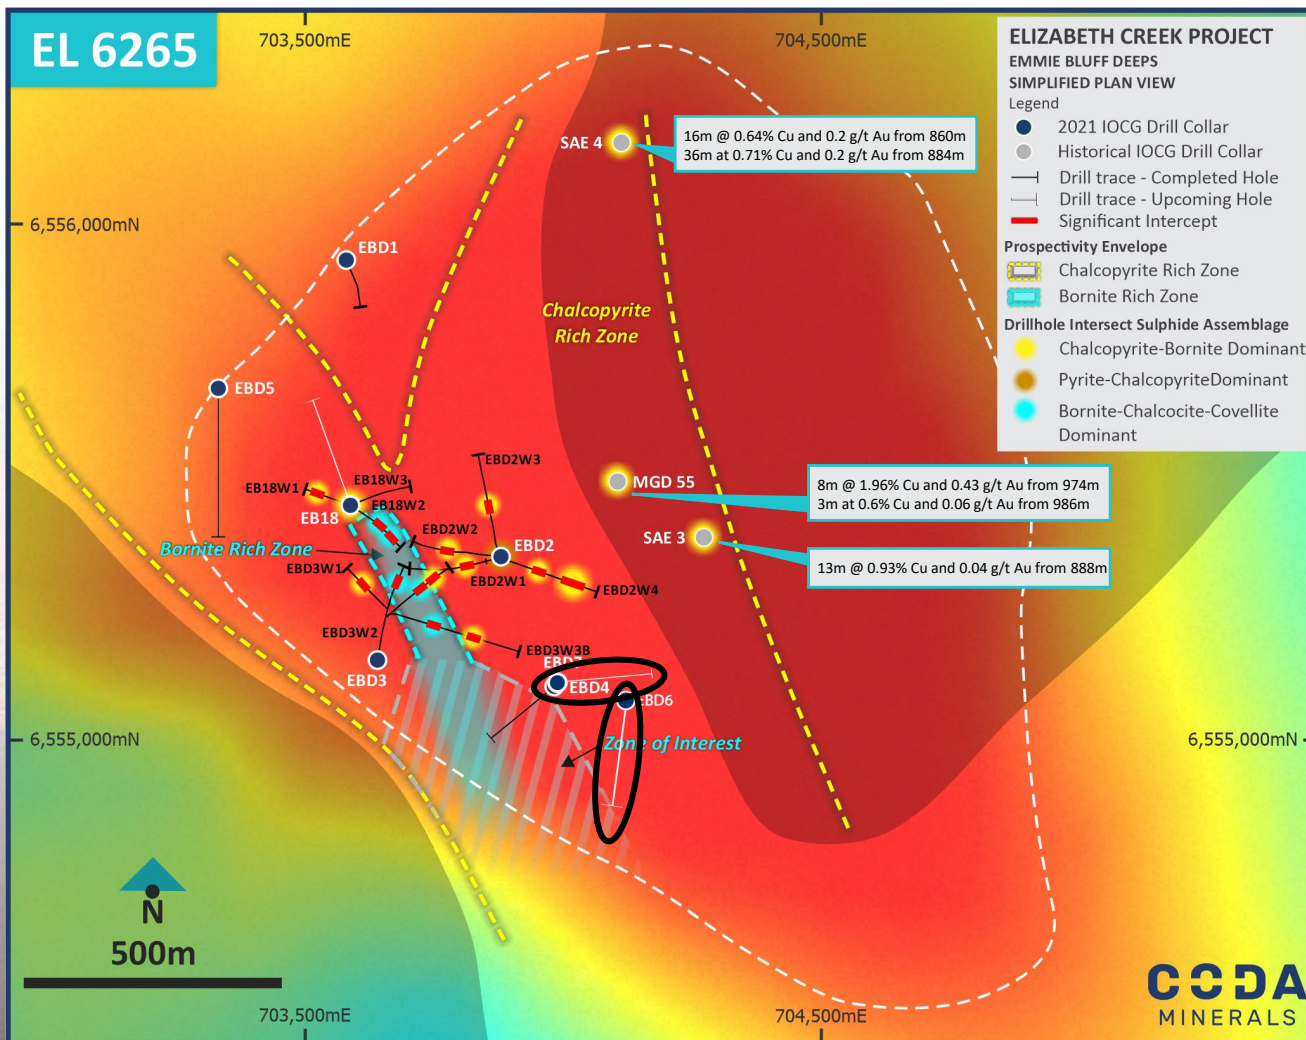 EL 6265
703,500mE
704,500mE
ELIZABETH CREEK PROJECT
EMMIE BLUFF DEEPS
SIMPLIFIED PLAN VIEW
Legend
2021 IOCG Drill Collar
Historical IOCG Drill Collar
Drill trace - Completed Hole
Drill trace - Upcoming Hole
Significant Intercept
Prospectivity Envelope
Chalcopyrite Rich Zone
Bornite Rich Zone
Drillhole Intersect Sulphide Assemblage
Chalcopyrite-Bornite Dominant
Pyrite-ChalcopyriteDominant
Bornite-Chalcocite-Covellite
Dominant
SAE 4
16m @ 0.64% Cu and 0.2 g/t Au from 860m
36m at 0.71% Cu and 0.2 g/t Au from 884m
6,556,000mN
EBD1
Chalcopyrite
Rich Zone
EBD5
EBD2W3
EB18W3
EB18W1
EB18W2
EB18
MGD 55
8m @ 1.96% Cu and 0.43 g/t Au from 974m
3m at 0.6% Cu and 0.06 g/t Au from 986m
EBD2W2
EBD2
SAE 3
Bornite Rich Zone
EBD3W1
EBD2W1
13m @ 0.93% Cu and 0.04 g/t Au from 888m
EBD2W4
EBD3W2
EBD3W3B
EBD3
EBD4
6,555,000mN
Zone of Interest
6,555,000mN
N
500m
703,500mE
704,500mE
CODA
MINERALS